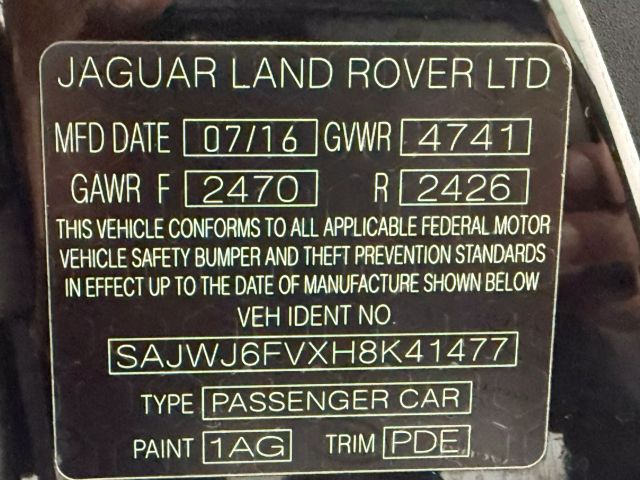 JAGUAR LAND ROVER LTD
MFD DATE 07/16 GVWR 4741
GAWR F 2470 R 2426
THIS VEHICLE CONFORMS TO ALL APPLICABLE FEDERAL MOTOR
VEHICLE SAFETY BUMPER AND THEFT PREVENTION STANDARDS
IN EFFECT UP TO THE DATE OF MANUFACTURE SHOWN BELOW
VEH IDENT NO.
SAJWJ6FVXH8K41477
TYPE PASSENGER CAR
PAINT 1AG TRIM PDE